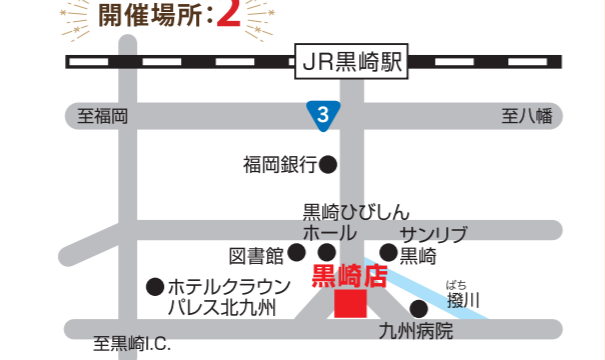 開催場所：2
JR黒崎駅
至福岡
3
至八幡
福岡銀行
黒崎ひびしん
ホール
サンリブ
黒崎
図書館
黒崎店
ホテルクラウン
パレス北九州
ばち
撥川
九州病院
至黒崎I.C.